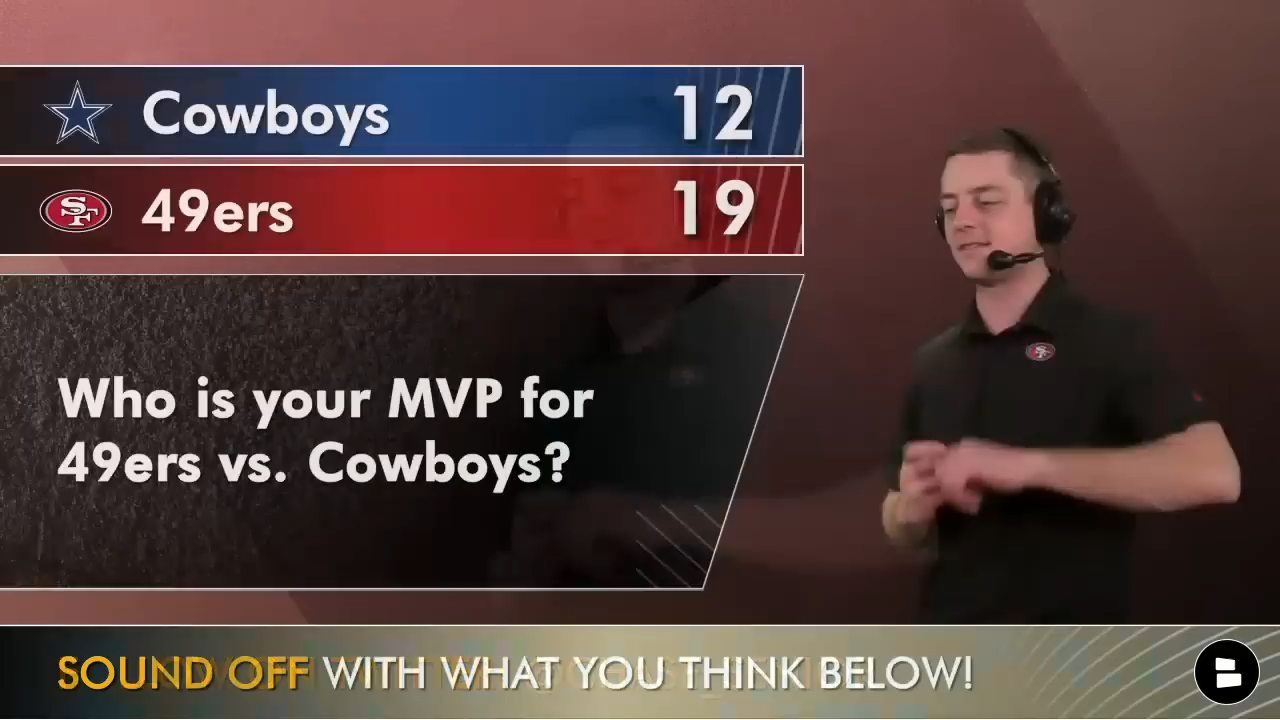 Cowboys 12
SF 49ers 19
Who is your MVP for
49ers vs. Cowboys?
SOUND OFF WITH WHAT YOU THINK BELOW!